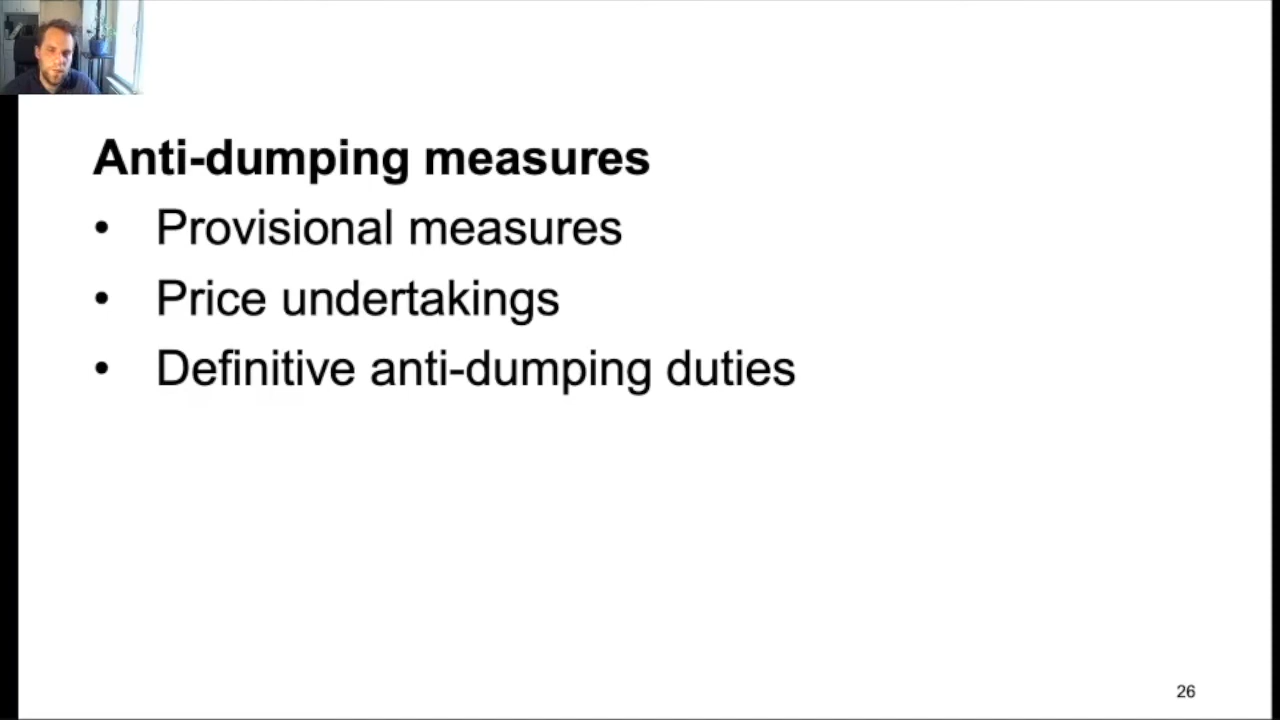 Anti-dumping measures
• Provisional measures
• Price undertakings
• Definitive anti-dumping duties
26